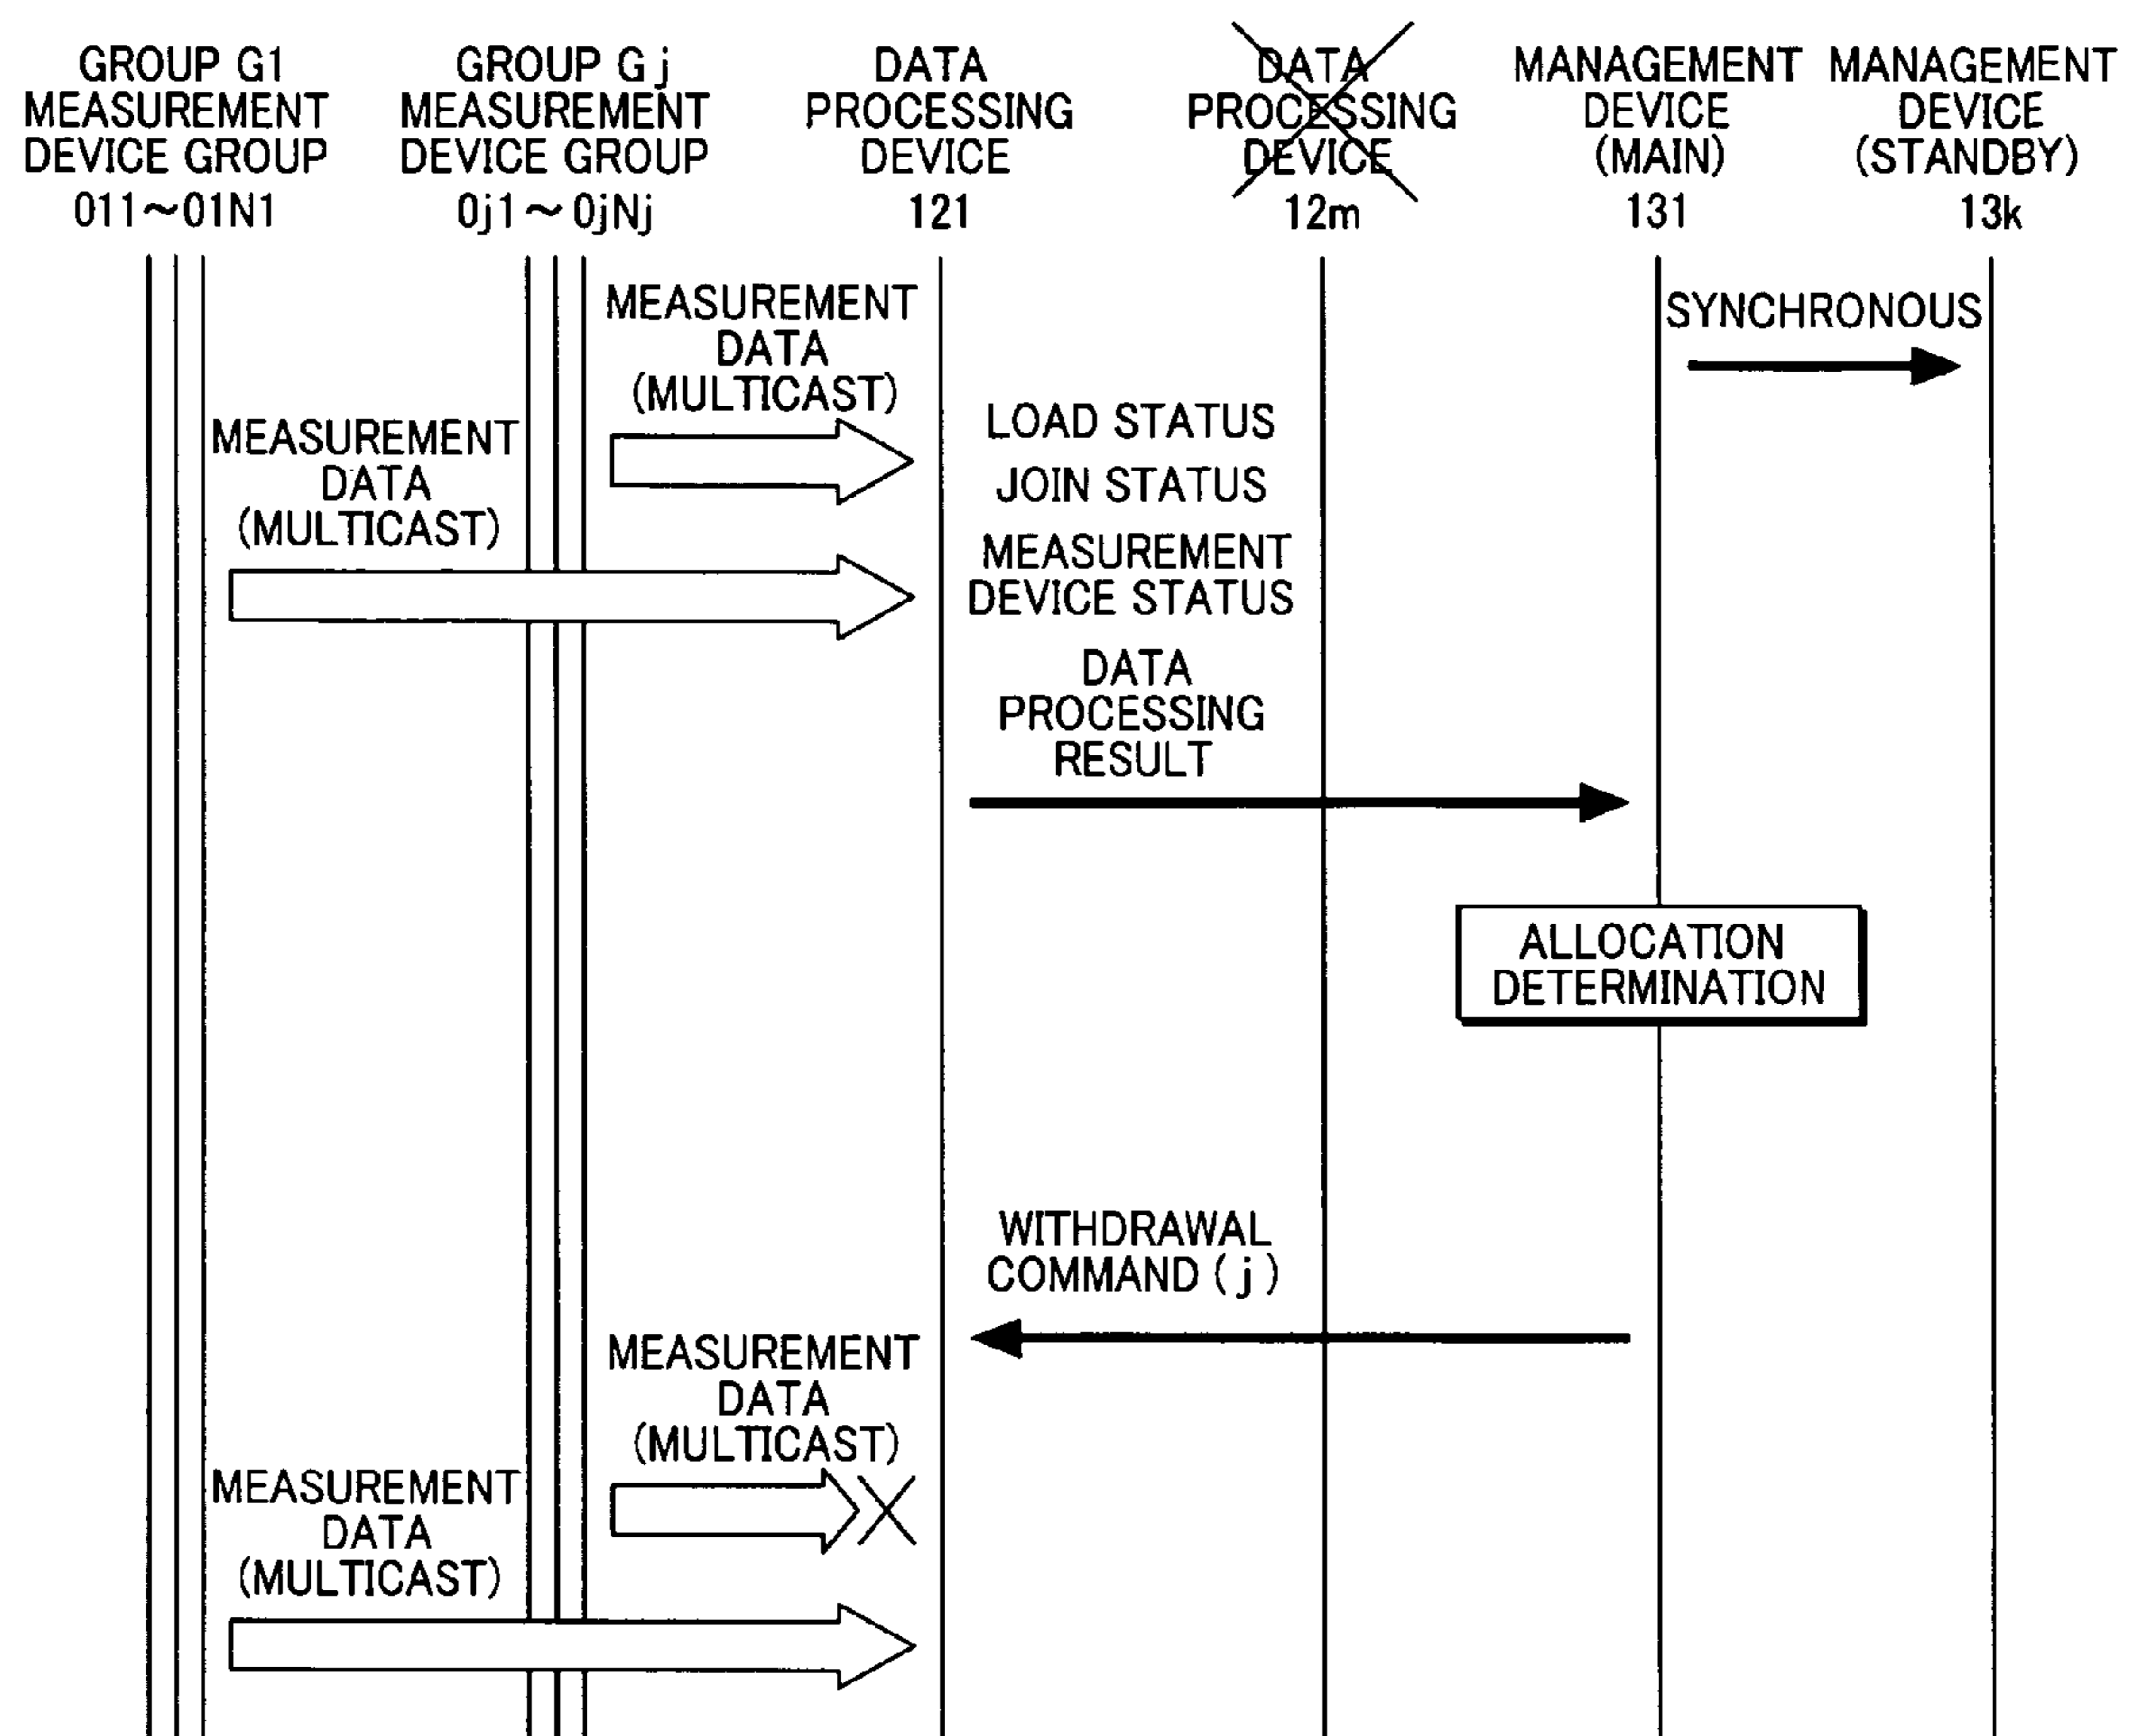 GROUP G1
MEASUREMENT
DEVICE GROUP
011～01N1
GROUP Gj
MEASUREMENT
DEVICE GROUP
0j1～0jNj
DATA
PROCESSING
DEVICE
121
DATA
PROCESSING
DEVICE
12m
MANAGEMENT
DEVICE
(MAIN)
131
MANAGEMENT
DEVICE
(STANDBY)
13k
SYNCHRONOUS
MEASUREMENT
DATA
(MULTICAST)
MEASUREMENT
DATA
(MULTICAST)
LOAD STATUS
JOIN STATUS
MEASUREMENT
DEVICE STATUS
DATA
PROCESSING
RESULT
ALLOCATION
DETERMINATION
WITHDRAWAL
COMMAND (j)
MEASUREMENT
DATA
(MULTICAST)
MEASUREMENT
DATA
(MULTICAST)